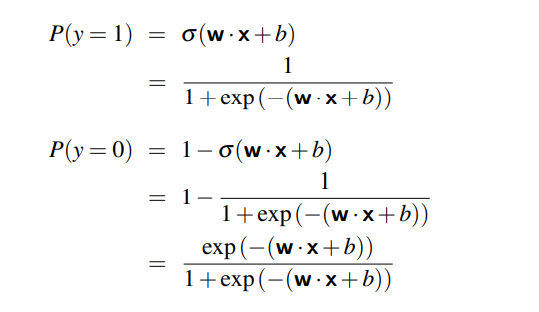 P(y = 1) = σ(w · x + b)
= 1 / (1 + exp(−(w · x + b)))
P(y = 0) = 1 − σ(w · x + b)
= 1 − 1 / (1 + exp(−(w · x + b)))
= exp(−(w · x + b)) / (1 + exp(−(w · x + b)))